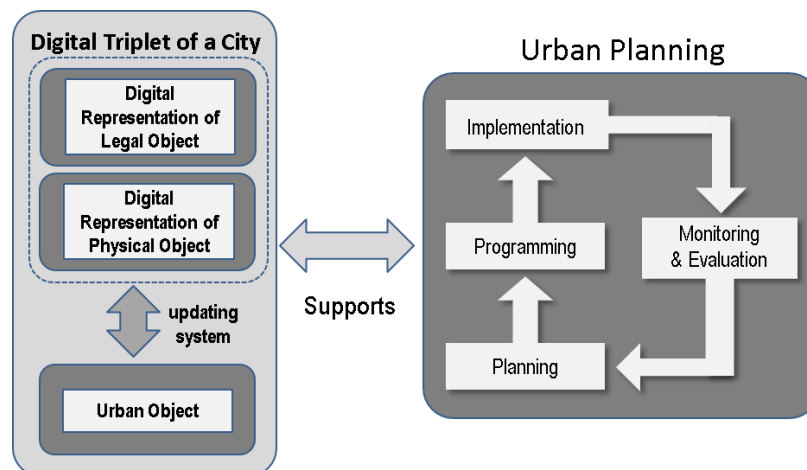 Digital Triplet of a City
Digital
Representation of
Legal Object
Digital
Representation of
Physical Object
updating
system
Urban Object
Supports
Urban Planning
Implementation
Programming
Planning
Monitoring
& Evaluation